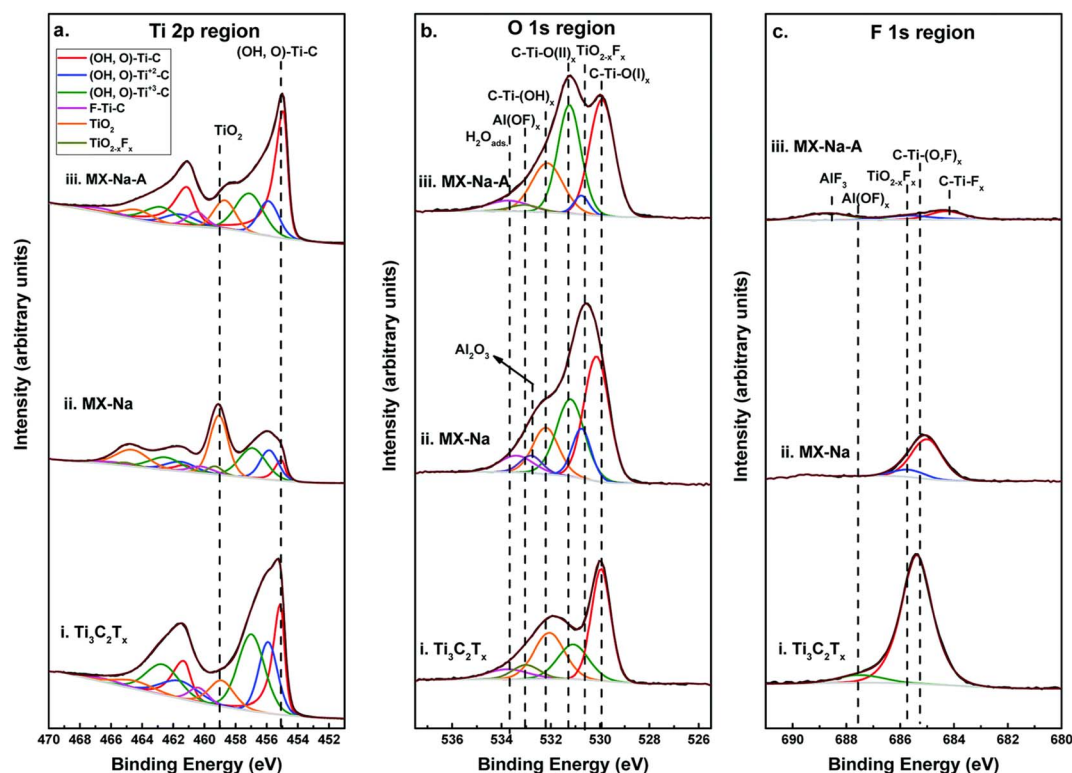 a.
Ti 2p region
(OH, O)-Ti-C
(OH, O)-Ti-C
(OH, O)-Ti⁺²-C
(OH, O)-Ti⁺³-C
F-Ti-C
TiO₂
TiO₂₋ₓFₓ
TiO₂
iii. MX-Na-A
ii. MX-Na
i. Ti₃C₂Tₓ
Intensity (arbitrary units)
470 468 466 464 462 460 458 456 454 452
Binding Energy (eV)
b.
O 1s region
C-Ti-O(II)ₓ
TiO₂₋ₓFₓ
C-Ti-O(I)ₓ
C-Ti-(OH)ₓ
Al(OF)ₓ
H₂Oads.
iii. MX-Na-A
Al₂O₃
ii. MX-Na
i. Ti₃C₂Tₓ
Intensity (arbitrary units)
536 534 532 530 528 526
Binding Energy (eV)
c.
F 1s region
iii. MX-Na-A
C-Ti-(O,F)ₓ
TiO₂₋ₓFₓ
AlF₃
C-Ti-Fₓ
Al(OF)ₓ
ii. MX-Na
i. Ti₃C₂Tₓ
Intensity (arbitrary units)
690 688 686 684 682 680
Binding Energy (eV)